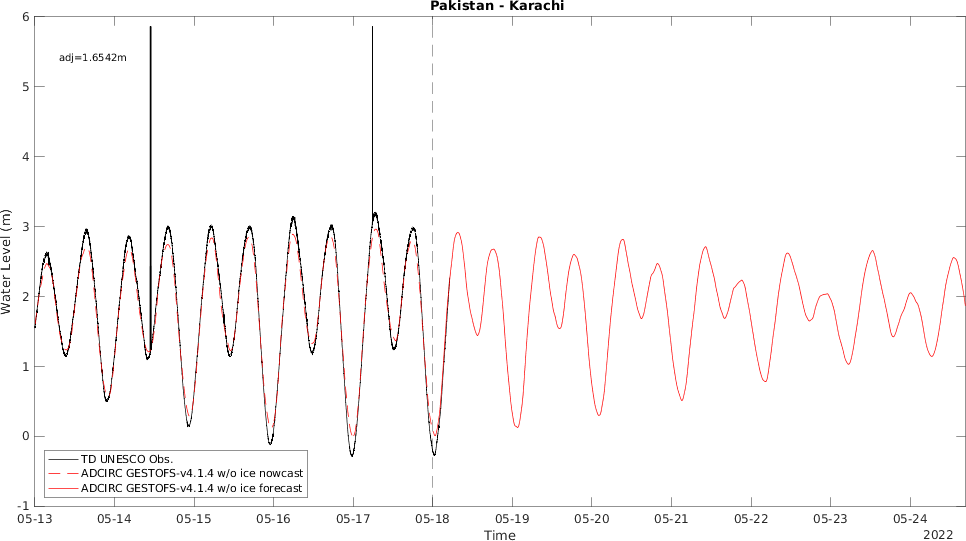 Pakistan - Karachi
6
adj=1.6542m
5
4
3
2
1
0
-1
Water Level (m)
TD UNESCO Obs.
ADCIRC GESTOFS-v4.1.4 w/o ice nowcast
ADCIRC GESTOFS-v4.1.4 w/o ice forecast
05-13 05-14 05-15 05-16 05-17 05-18 05-19 05-20 05-21 05-22 05-23 05-24
Time
2022